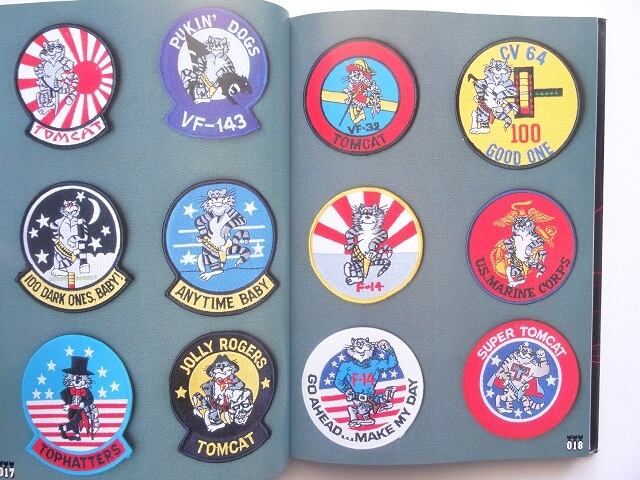 TOMCAT
PUKIN' DOGS
VF-143
100 DARK ONES, BABY!
ANYTIME BABY
TOPHATTERS
JOLLY ROGERS
TOMCAT
017
VF-32
TOMCAT
CV 64
100
GOOD ONE
F-14
U.S. MARINE CORPS
F-14
GO AHEAD...MAKE MY DAY
SUPER TOMCAT
T
018